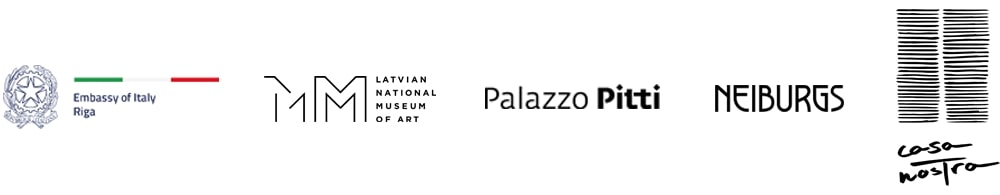 Embassy of Italy
Riga
LATVIAN
NATIONAL
MUSEUM
OF ART
Palazzo Pitti
NEIBURGS
casa
nostra